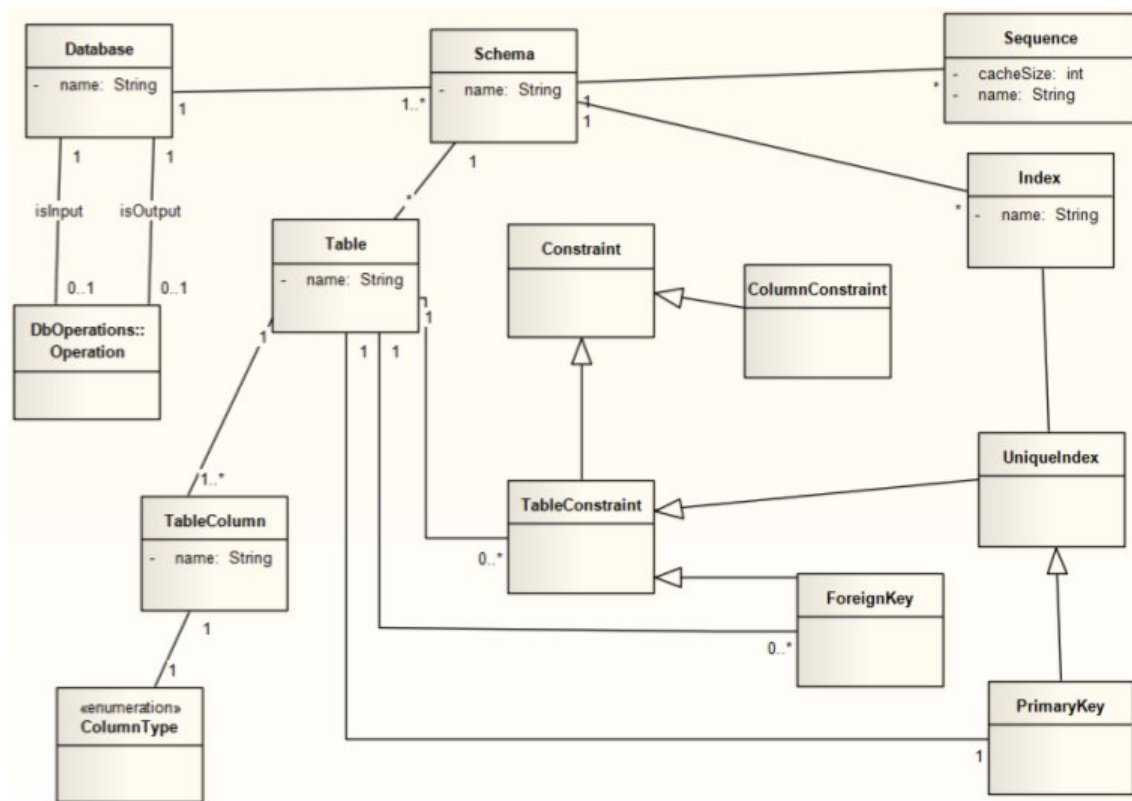 Database
- name: String
Schema
- name: String
Sequence
- cacheSize: int
- name: String
1
1..*
1
*
1
*
1
*
1
1
isInput
isOutput
0..1
0..1
DbOperations::
Operation
Index
- name: String
Table
- name: String
Constraint
ColumnConstraint
1
1
1
1
1..*
TableColumn
- name: String
TableConstraint
0..*
UniqueIndex
ForeignKey
0..*
1
1
«enumeration»
ColumnType
PrimaryKey
1